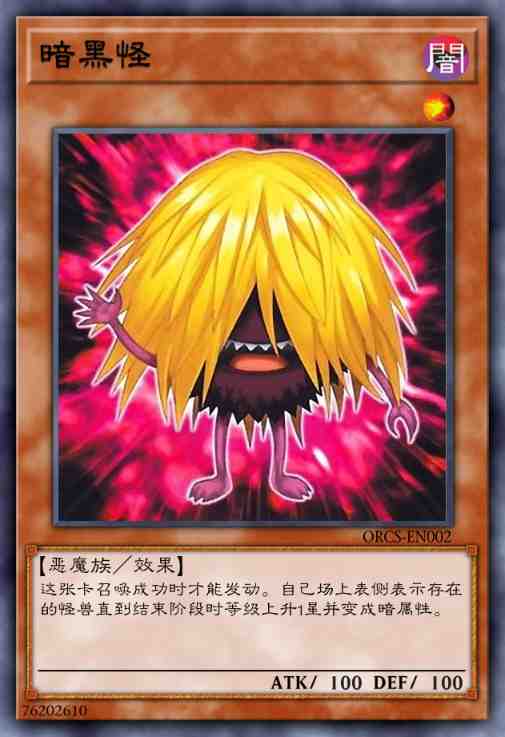 暗黑怪
闇
ORCS-EN002
【恶魔族／效果】
这张卡召唤成功时才能发动。自己场上表侧表示存在
的怪兽直到结束阶段时等级上升1星并变成暗属性。
ATK/ 100 DEF/ 100
76202610